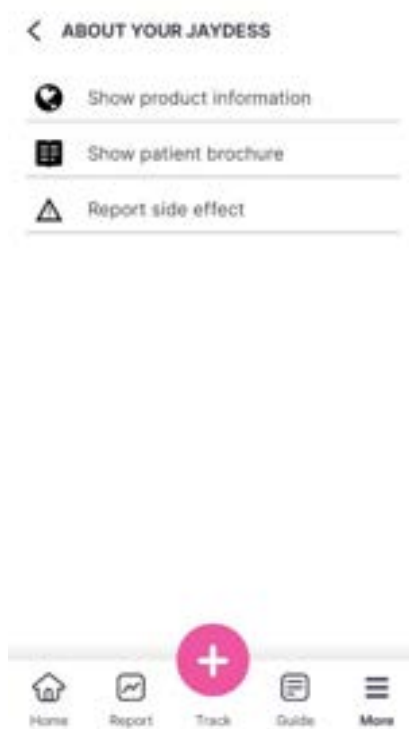 ABOUT YOUR JAYDESS
Show product information
Show patient brochure
Report side effect
Home Report Track Guide More